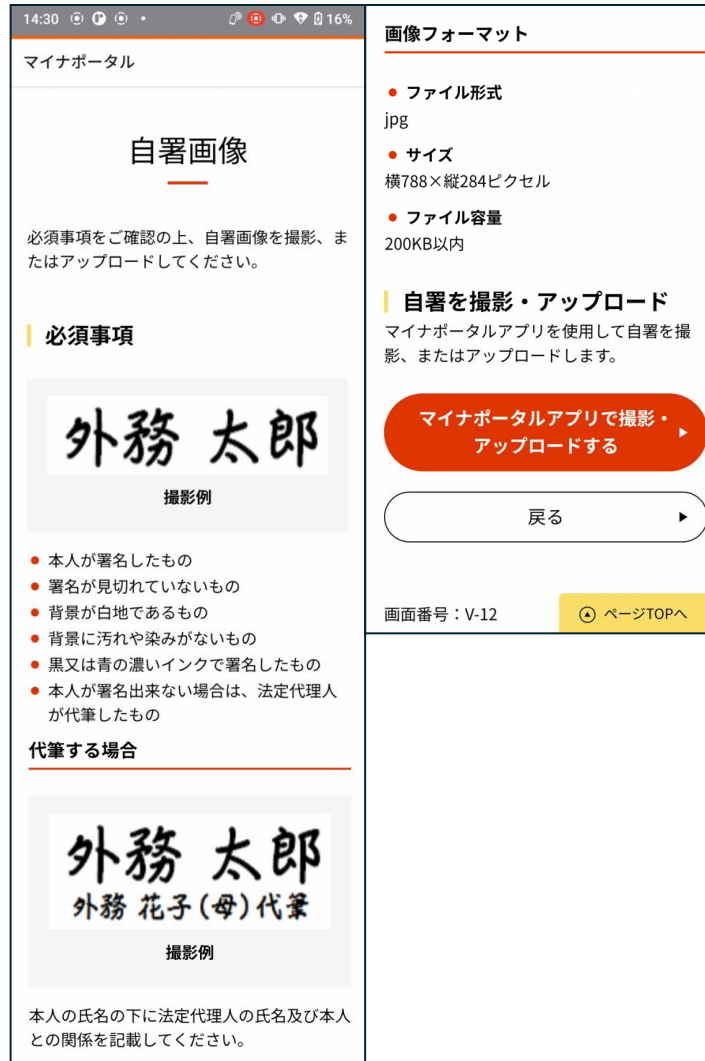 14:30
16%
マイナポータル
自署画像
必須事項をご確認の上、自署画像を撮影、ま
たはアップロードしてください。
必須事項
外務 太郎
撮影例
本人が署名したもの
署名が見切れていないもの
背景が白地であるもの
背景に汚れや染みがないもの
黒又は青の濃いインクで署名したもの
本人が署名出来ない場合は、法定代理人
が代筆したもの
代筆する場合
外務 太郎
外務 花子(母)代筆
撮影例
本人の氏名の下に法定代理人の氏名及び本人
との関係を記載してください。
画像フォーマット
ファイル形式
jpg
サイズ
横788×縦284ピクセル
ファイル容量
200KB以内
自署を撮影・アップロード
マイナポータルアプリを使用して自署を撮
影、またはアップロードします。
マイナポータルアプリで撮影・
アップロードする
戻る
画面番号：V-12
ページTOPへ